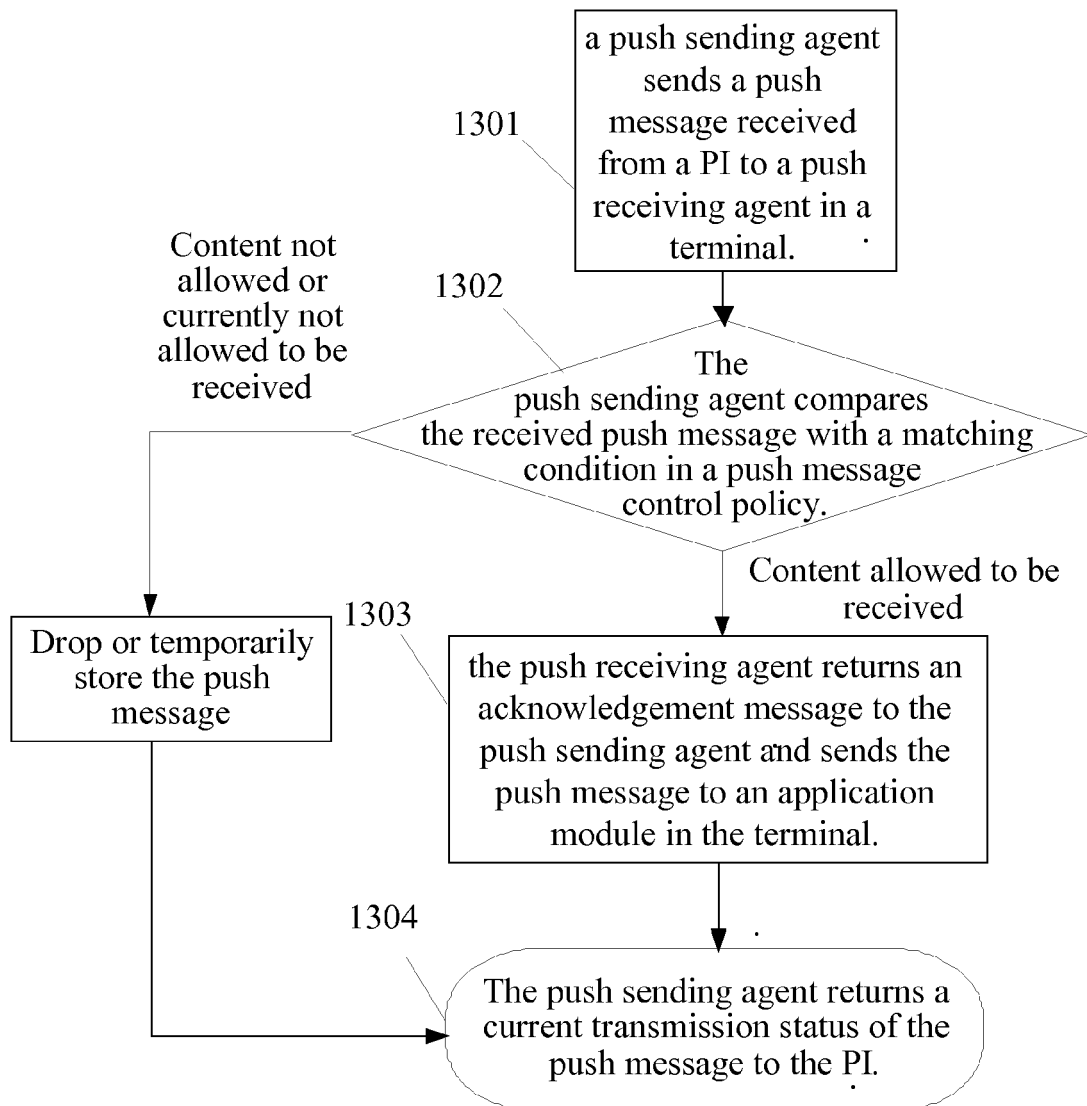 a push sending agent
sends a push
message received
from a PI to a push
receiving agent in a
terminal.
1301
Content not
allowed or
currently not
allowed to be
received
1302
The
push sending agent compares
the received push message with a matching
condition in a push message
control policy.
Content allowed to be
received
1303
Drop or temporarily
store the push
message
the push receiving agent returns an
acknowledgement message to the
push sending agent and sends the
push message to an application
module in the terminal.
1304
The push sending agent returns a
current transmission status of the
push message to the PI.